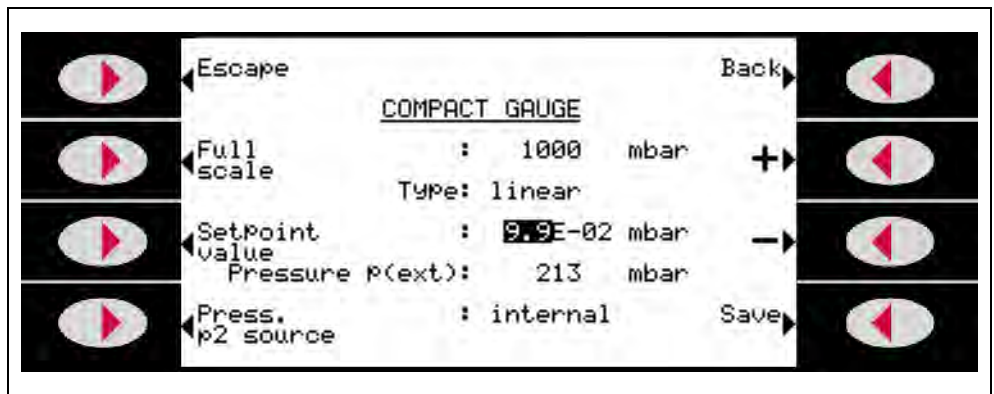 Escape Back
COMPACT GAUGE
Full scale : 1000 mbar +
Type: linear
Setpoint value : 9.9E-02 mbar −
Pressure p(ext): 213 mbar
Press. p2 source : internal Save